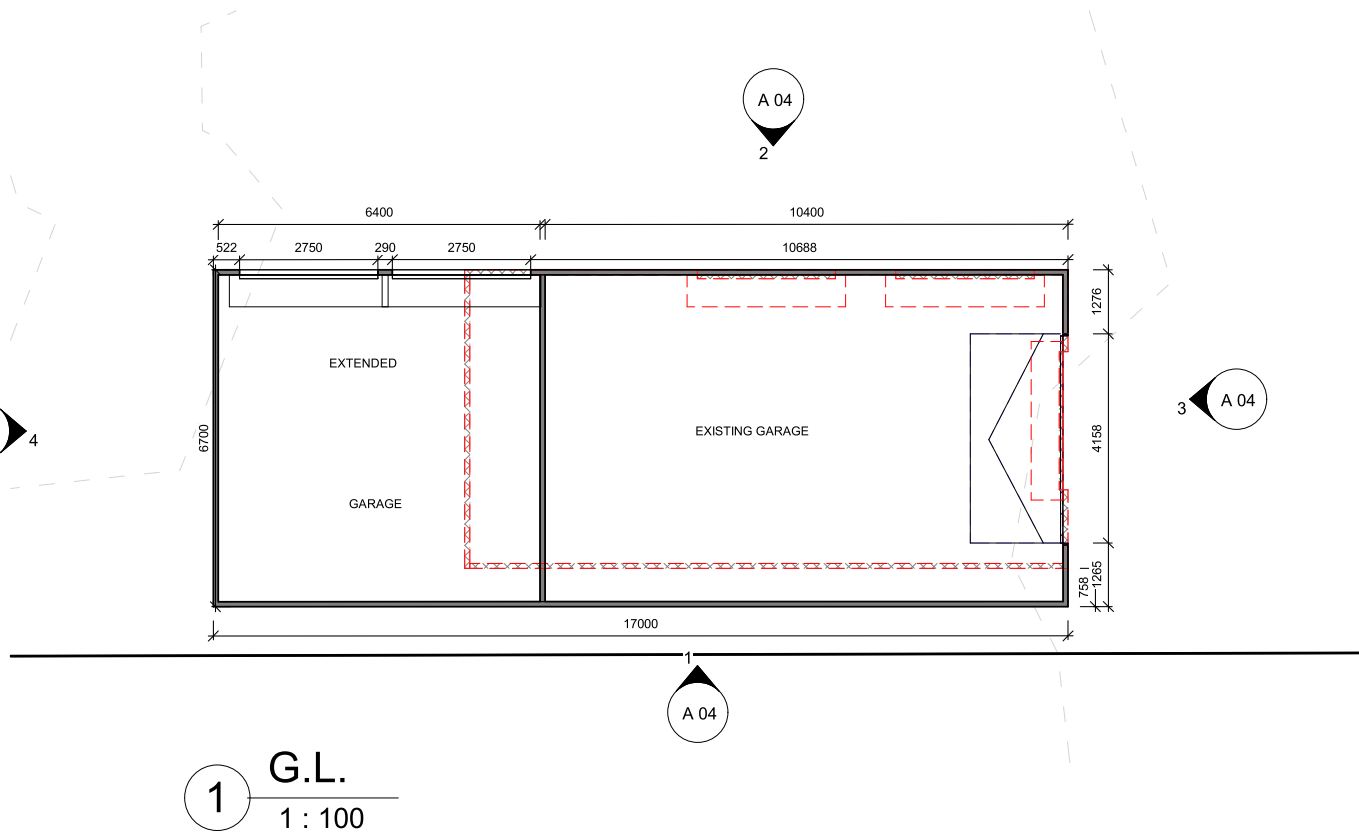 A 04
2
6400
10400
522
2750
290
2750
10688
1276
EXTENDED
A 04
3
6700
EXISTING GARAGE
4158
4
GARAGE
758
1265
17000
1
A 04
G.L.
1
1 : 100